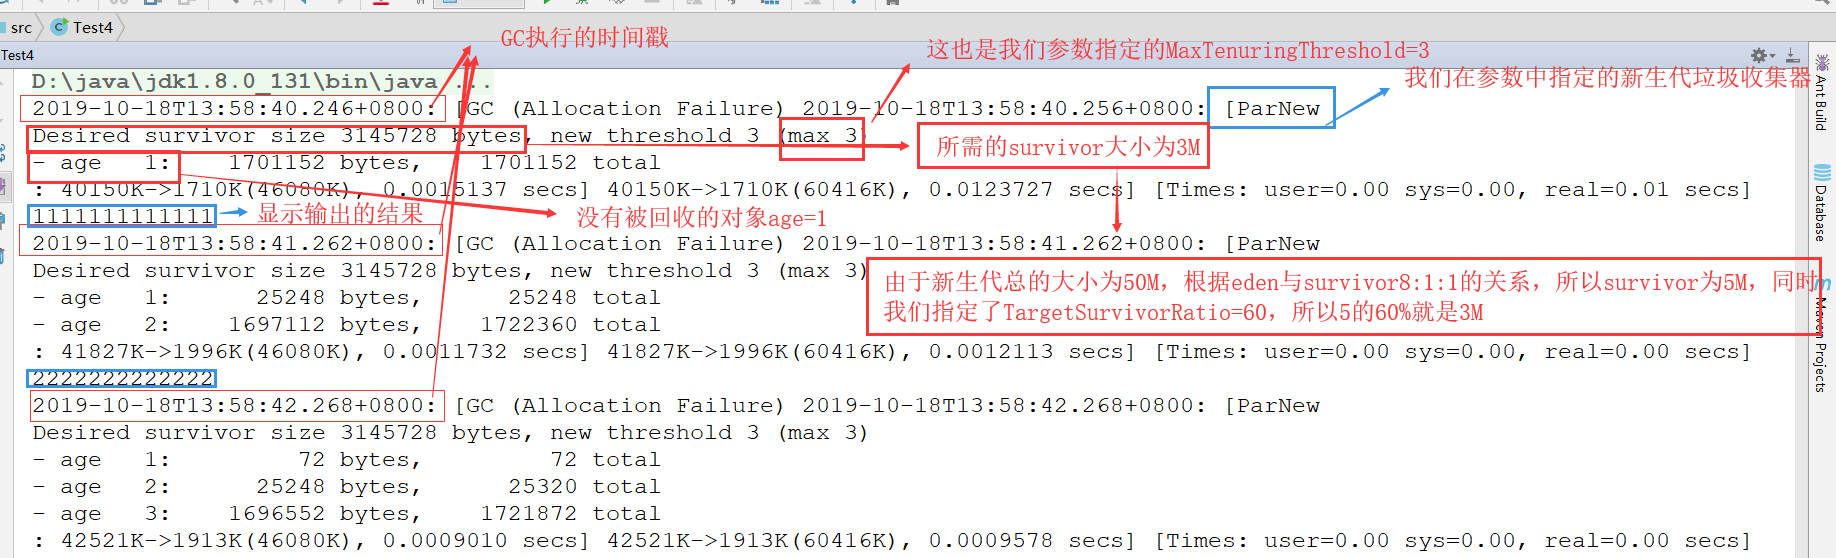 src
Test4
Test4
GC执行的时间戳
这也是我们参数指定的MaxTenuringThreshold=3
我们在参数中指定的新生代垃圾收集器
D:\java\jdk1.8.0_131\bin\java ...
2019-10-18T13:58:40.246+0800: [GC (Allocation Failure) 2019-10-18T13:58:40.256+0800: [ParNew
Desired survivor size 3145728 bytes, new threshold 3 (max 3)
所需的survivor大小为3M
- age   1:    1701152 bytes,    1701152 total
: 40150K->1710K(46080K), 0.0015137 secs] 40150K->1710K(60416K), 0.0123727 secs] [Times: user=0.00 sys=0.00, real=0.01 secs]
1111111111111
显示输出的结果
没有被回收的对象age=1
2019-10-18T13:58:41.262+0800: [GC (Allocation Failure) 2019-10-18T13:58:41.262+0800: [ParNew
Desired survivor size 3145728 bytes, new threshold 3 (max 3)
由于新生代总的大小为50M，根据eden与survivor8:1:1的关系，所以survivor为5M，同时
我们指定了TargetSurvivorRatio=60，所以5的60%就是3M
- age   1:      25248 bytes,      25248 total
- age   2:    1697112 bytes,    1722360 total
: 41827K->1996K(46080K), 0.0011732 secs] 41827K->1996K(60416K), 0.0012113 secs] [Times: user=0.00 sys=0.00, real=0.00 secs]
2222222222222
2019-10-18T13:58:42.268+0800: [GC (Allocation Failure) 2019-10-18T13:58:42.268+0800: [ParNew
Desired survivor size 3145728 bytes, new threshold 3 (max 3)
- age   1:         72 bytes,         72 total
- age   2:      25248 bytes,      25320 total
- age   3:    1696552 bytes,    1721872 total
: 42521K->1913K(46080K), 0.0009010 secs] 42521K->1913K(60416K), 0.0009578 secs] [Times: user=0.00 sys=0.00, real=0.00 secs]
Ant Build
Database
Maven Projects